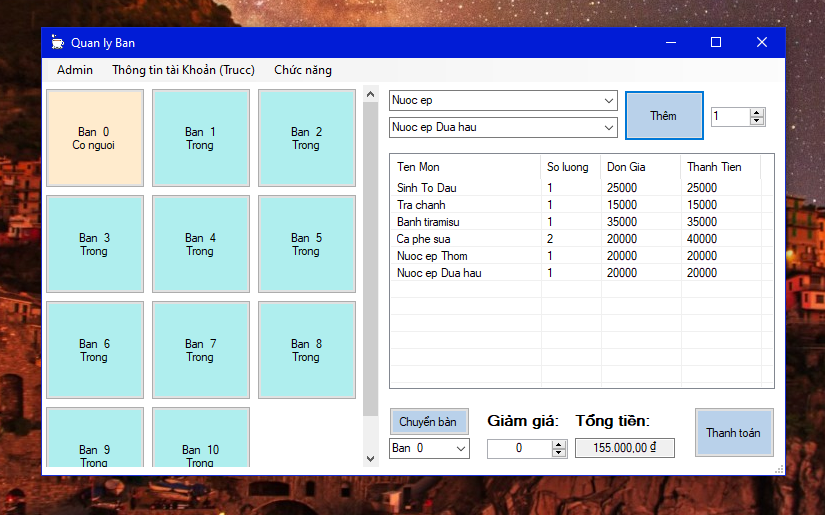 Quan ly Ban
Admin Thông tin tài Khoản (Trucc) Chức năng
Ban 0
Co nguoi
Ban 1
Trong
Ban 2
Trong
Ban 3
Trong
Ban 4
Trong
Ban 5
Trong
Ban 6
Trong
Ban 7
Trong
Ban 8
Trong
Ban 9
Trong
Ban 10
Trong
Nuoc ep
Nuoc ep Dua hau
Thêm
1
Ten Mon So luong Don Gia Thanh Tien
Sinh To Dau 1 25000 25000
Tra chanh 1 15000 15000
Banh tiramisu 1 35000 35000
Ca phe sua 2 20000 40000
Nuoc ep Thom 1 20000 20000
Nuoc ep Dua hau 1 20000 20000
Chuyển bàn
Ban 0
Giảm giá:
0
Tổng tiền:
155.000,00 ₫
Thanh toán